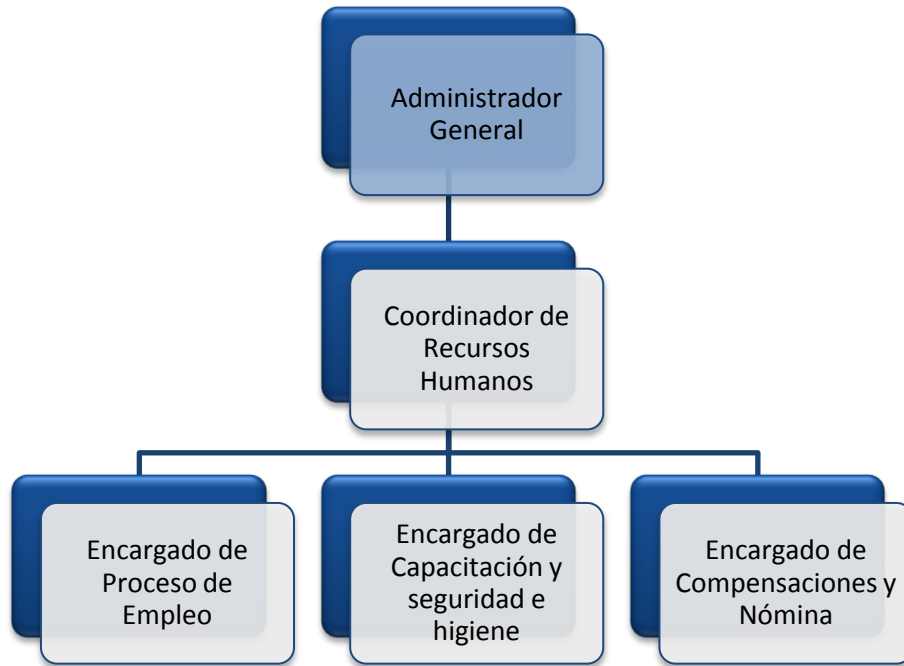 Administrador
General
Coordinador de
Recursos
Humanos
Encargado de
Proceso de
Empleo
Encargado de
Capacitación y
seguridad e
higiene
Encargado de
Compensaciones y
Nómina